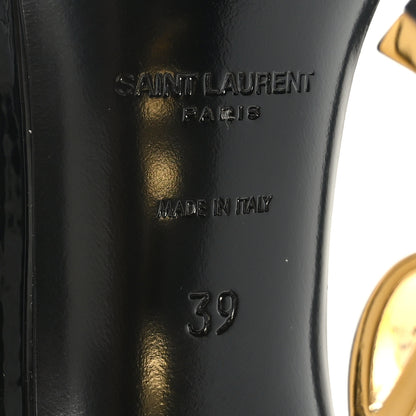 SAINT LAURENT
PARIS
MADE IN ITALY
39